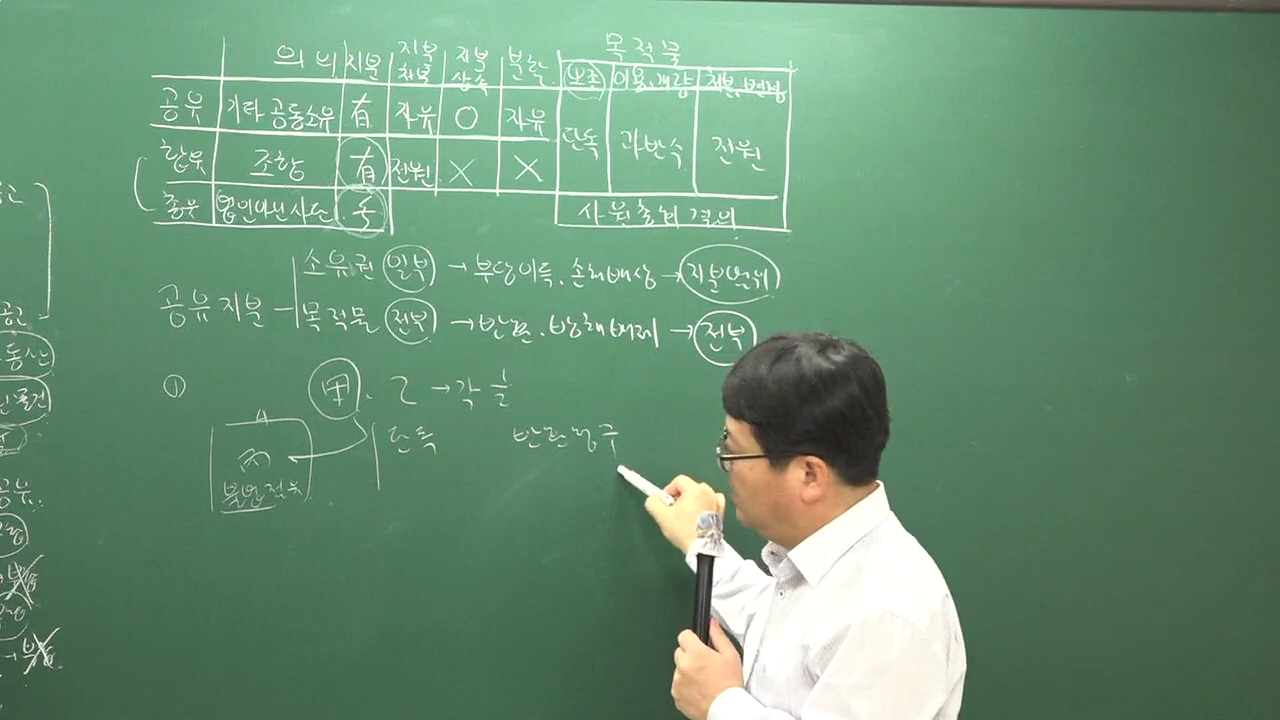 목적물
의의 지분 지분처분 지분상속 분할 보존 이용,개량 처분,변경
공유 기타 공동소유 有 자유 O 자유 단독 과반수 전원
합유 조합 有 전원 X X
총유 법인아닌사단 사원총회 결의
소유권 일부 → 부당이득.손해배상 → 지분범위
공유지분
목적물 전부 → 반환.방해배제 → 전부
① 甲. 乙 → 각 ½
단독 반환청구
丙
불법점유
동산
공유.